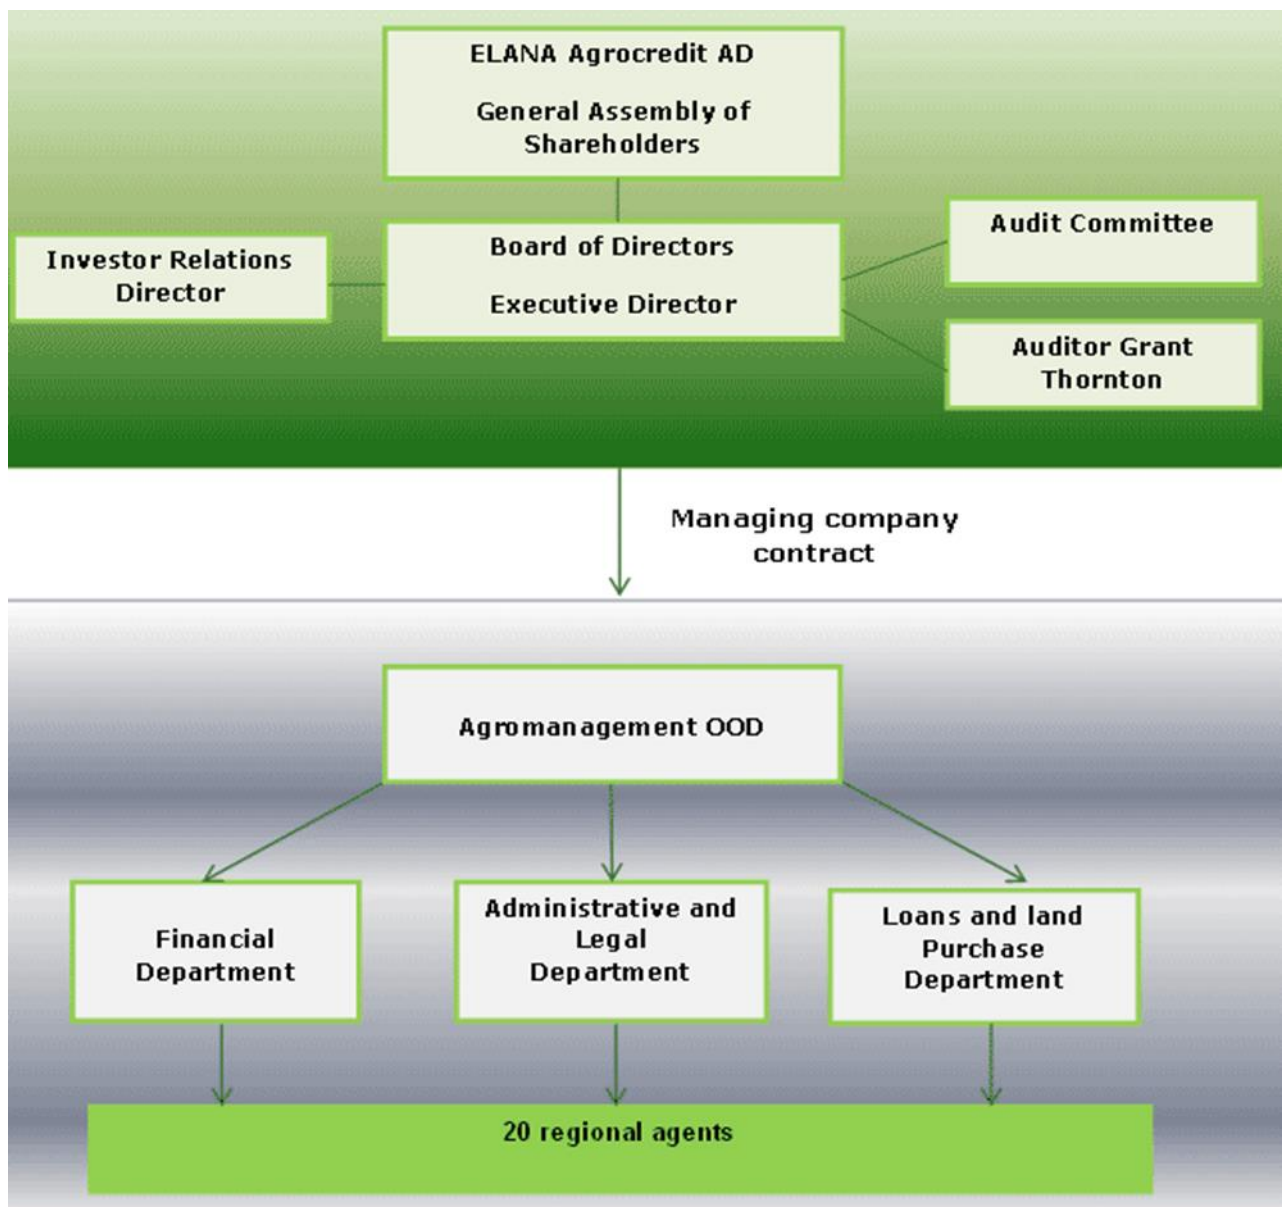 ELANA Agrocredit AD
General Assembly of
Shareholders
Investor Relations
Director
Board of Directors
Executive Director
Audit Committee
Auditor Grant
Thornton
Managing company
contract
Agromanagement OOD
Financial
Department
Administrative and
Legal
Department
Loans and land
Purchase
Department
20 regional agents